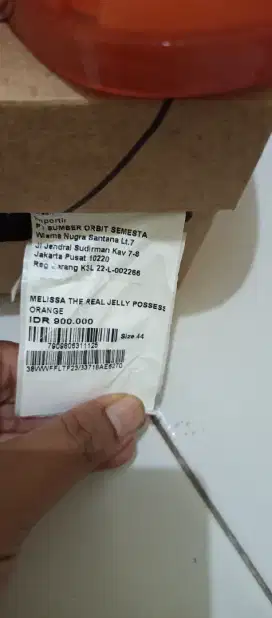 Importir
PT SUMBER ORBIT SEMESTA
Wisma Nugra Santana Lt.7
Jl Jendral Sudirman Kav 7-8
Jakarta Pusat 10220
Reg Barang K3L 22-L-002266
MELISSA THE REAL JELLY POSSESS
ORANGE
IDR 900.000
Size 44
7909606311128